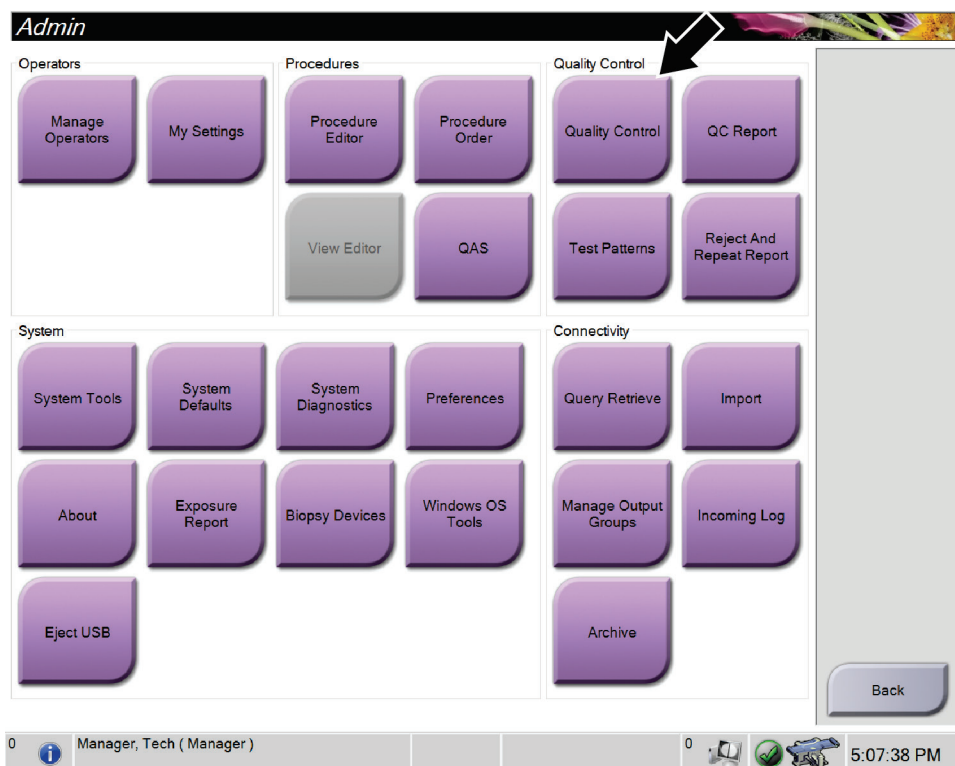 Admin
Operators
Manage
Operators
My Settings
Procedures
Procedure
Editor
Procedure
Order
View Editor
QAS
Quality Control
Quality Control
QC Report
Test Patterns
Reject And
Repeat Report
System
System Tools
System
Defaults
System
Diagnostics
Preferences
About
Exposure
Report
Biopsy Devices
Windows OS
Tools
Eject USB
Connectivity
Query Retrieve
Import
Manage Output
Groups
Incoming Log
Archive
Back
0
Manager, Tech ( Manager )
0
5:07:38 PM